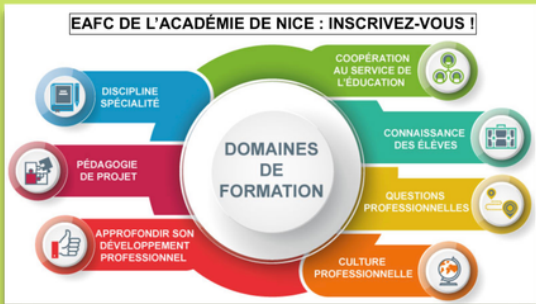 EAFC DE L'ACADÉMIE DE NICE : INSCRIVEZ-VOUS !
DISCIPLINE
SPÉCIALITÉ
PÉDAGOGIE
DE PROJET
APPROFONDIR SON
DÉVELOPPEMENT
PROFESSIONNEL
DOMAINES
DE
FORMATION
COOPÉRATION
AU SERVICE DE
L'ÉDUCATION
CONNAISSANCE
DES ÉLÈVES
QUESTIONS
PROFESSIONNELLES
CULTURE
PROFESSIONNELLE